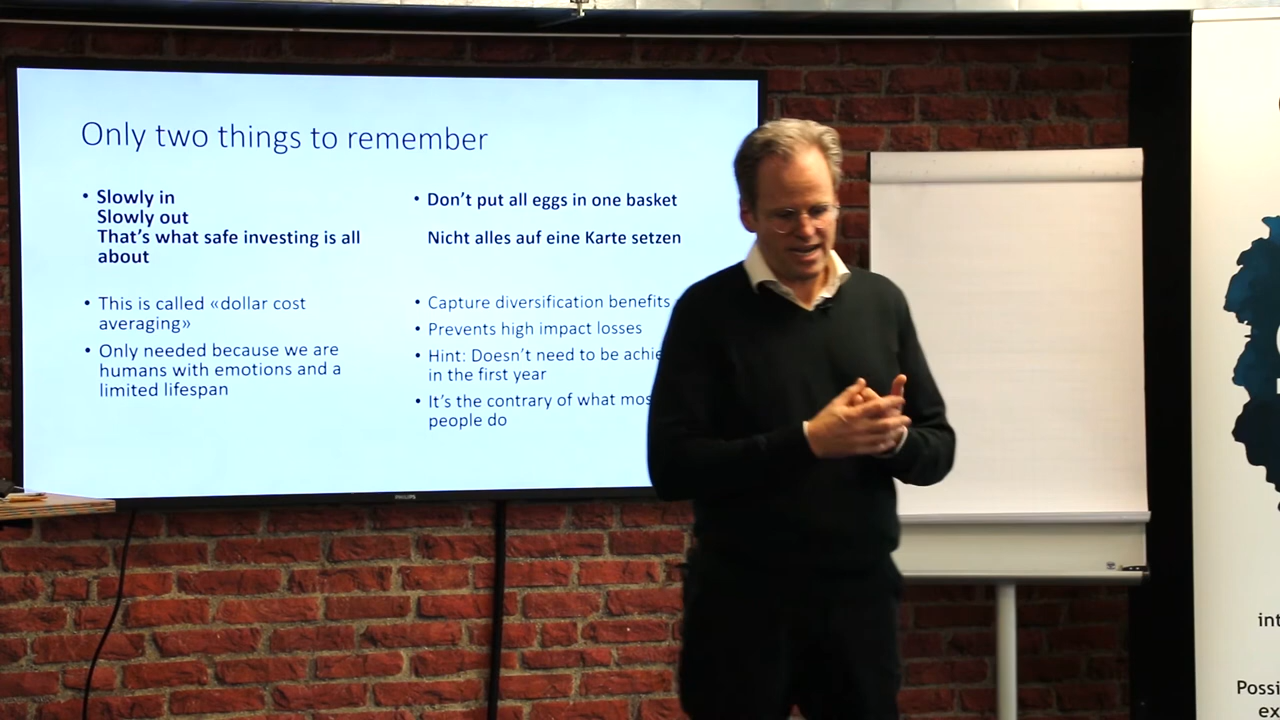 Only two things to remember
• Slowly in
Slowly out
That's what safe investing is all
about
• This is called «dollar cost
averaging»
• Only needed because we are
humans with emotions and a
limited lifespan
• Don't put all eggs in one basket
Nicht alles auf eine Karte setzen
• Capture diversification benefits
• Prevents high impact losses
• Hint: Doesn't need to be achie
in the first year
• It's the contrary of what mos
people do
PHILIPS
int
Possi
ex